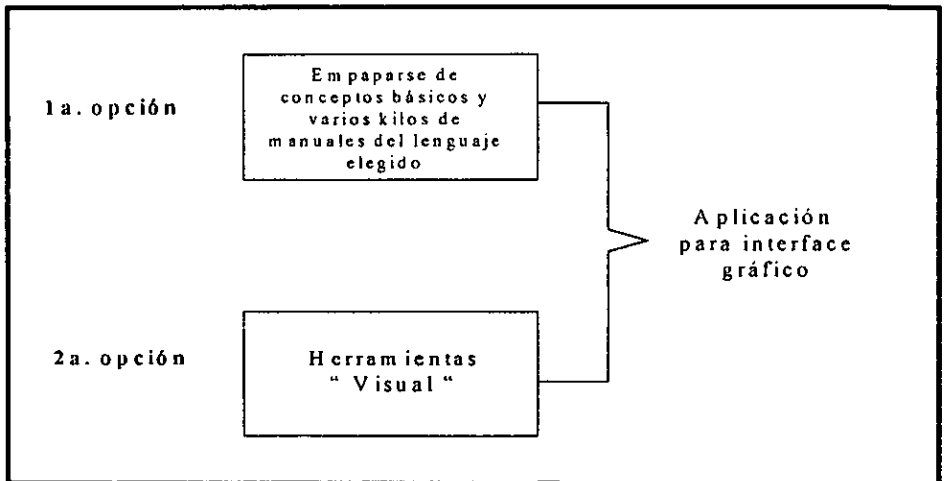 1a. opción
Empaparse de
conceptos básicos y
varios kilos de
manuales del lenguaje
elegido
Aplicación
para interface
gráfico
2a. opción
Herramientas
“ Visual “